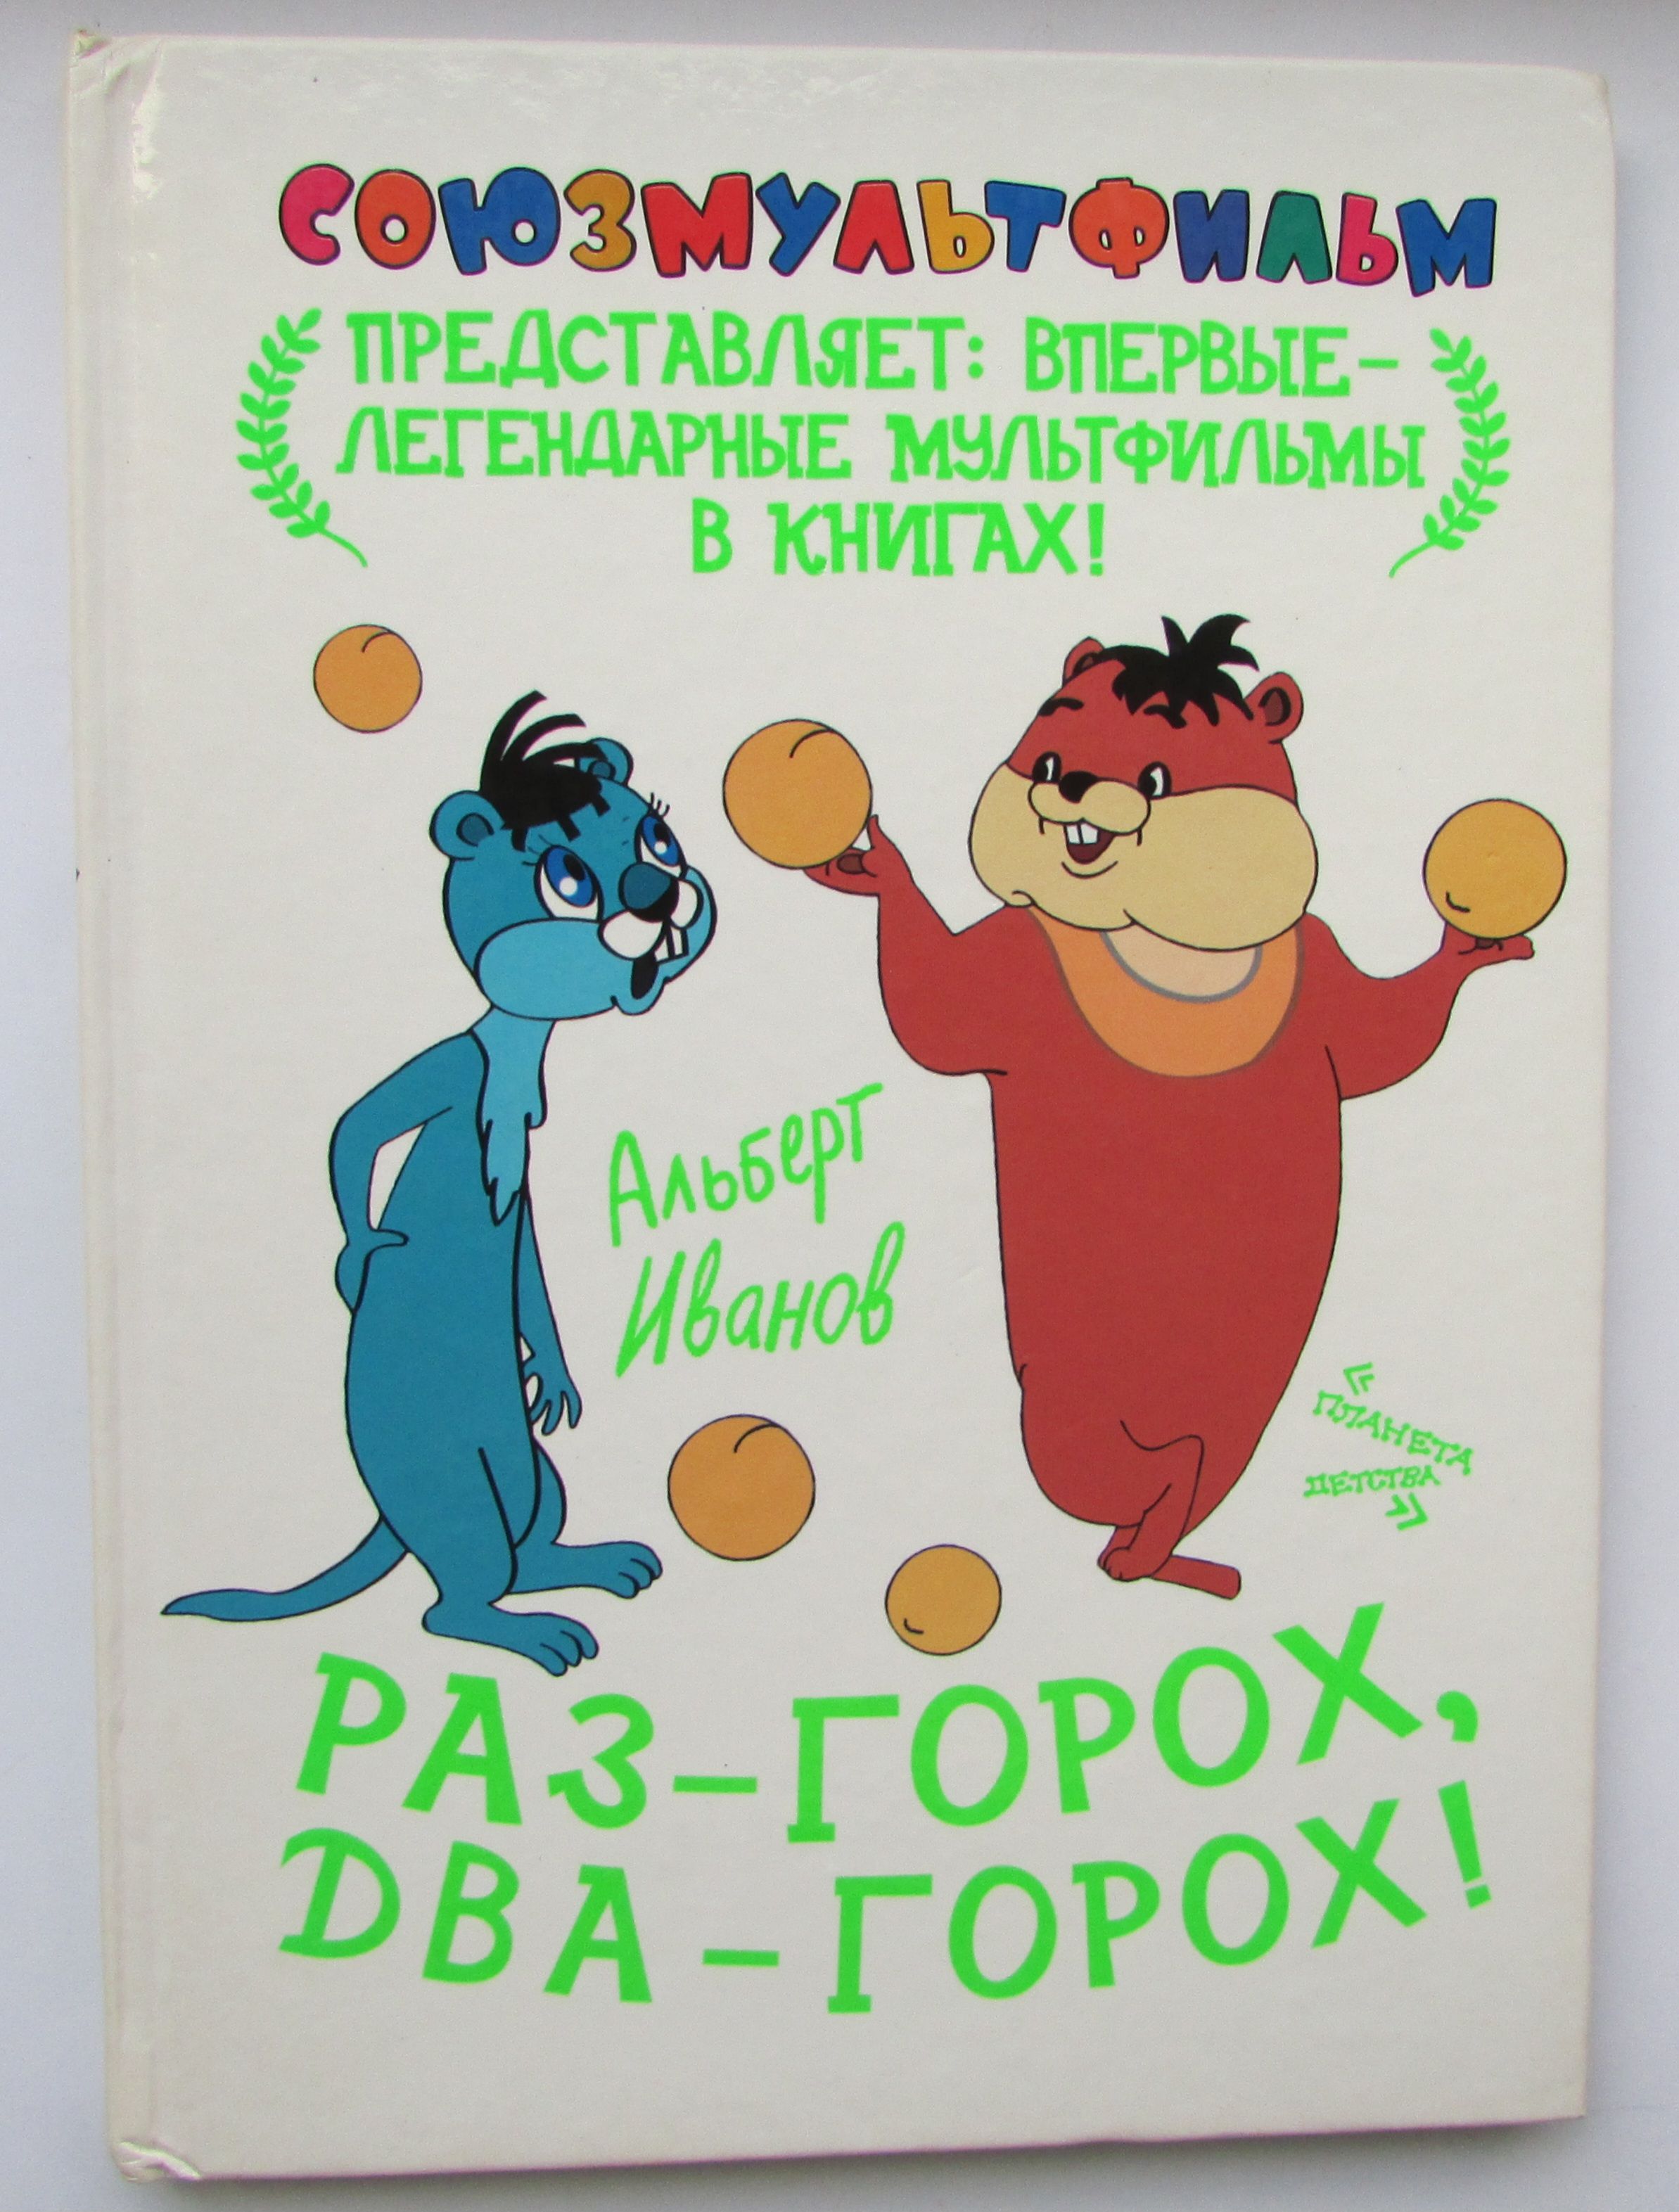 СОЮЗМУЛЬТФИЛЬМ
ПРЕДСТАВЛЯЕТ: ВПЕРВЫЕ–
ЛЕГЕНДАРНЫЕ МУЛЬТФИЛЬМЫ
В КНИГАХ!
Альберт
Иванов
«
ПЛАНЕТА
ДЕТСТВА
»
РАЗ–ГОРОХ,
ДВА–ГОРОХ!